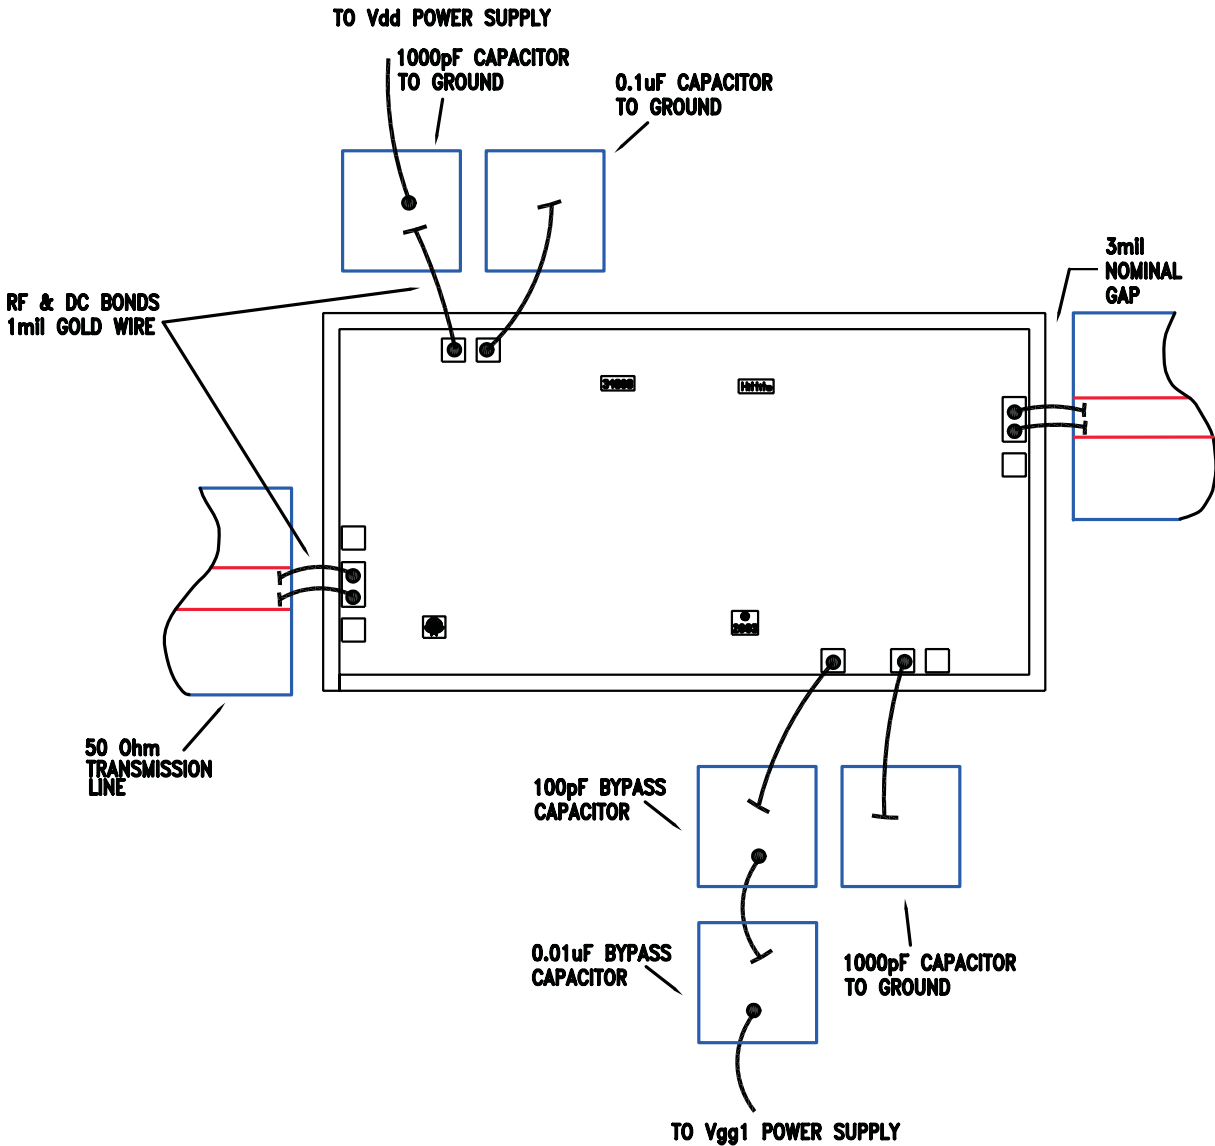 TO Vdd POWER SUPPLY
1000pF CAPACITOR
TO GROUND
0.1uF CAPACITOR
TO GROUND
3mil
NOMINAL
GAP
RF & DC BONDS
1mil GOLD WIRE
Hittite
50 Ohm
TRANSMISSION
LINE
100pF BYPASS
CAPACITOR
0.01uF BYPASS
CAPACITOR
1000pF CAPACITOR
TO GROUND
TO Vgg1 POWER SUPPLY